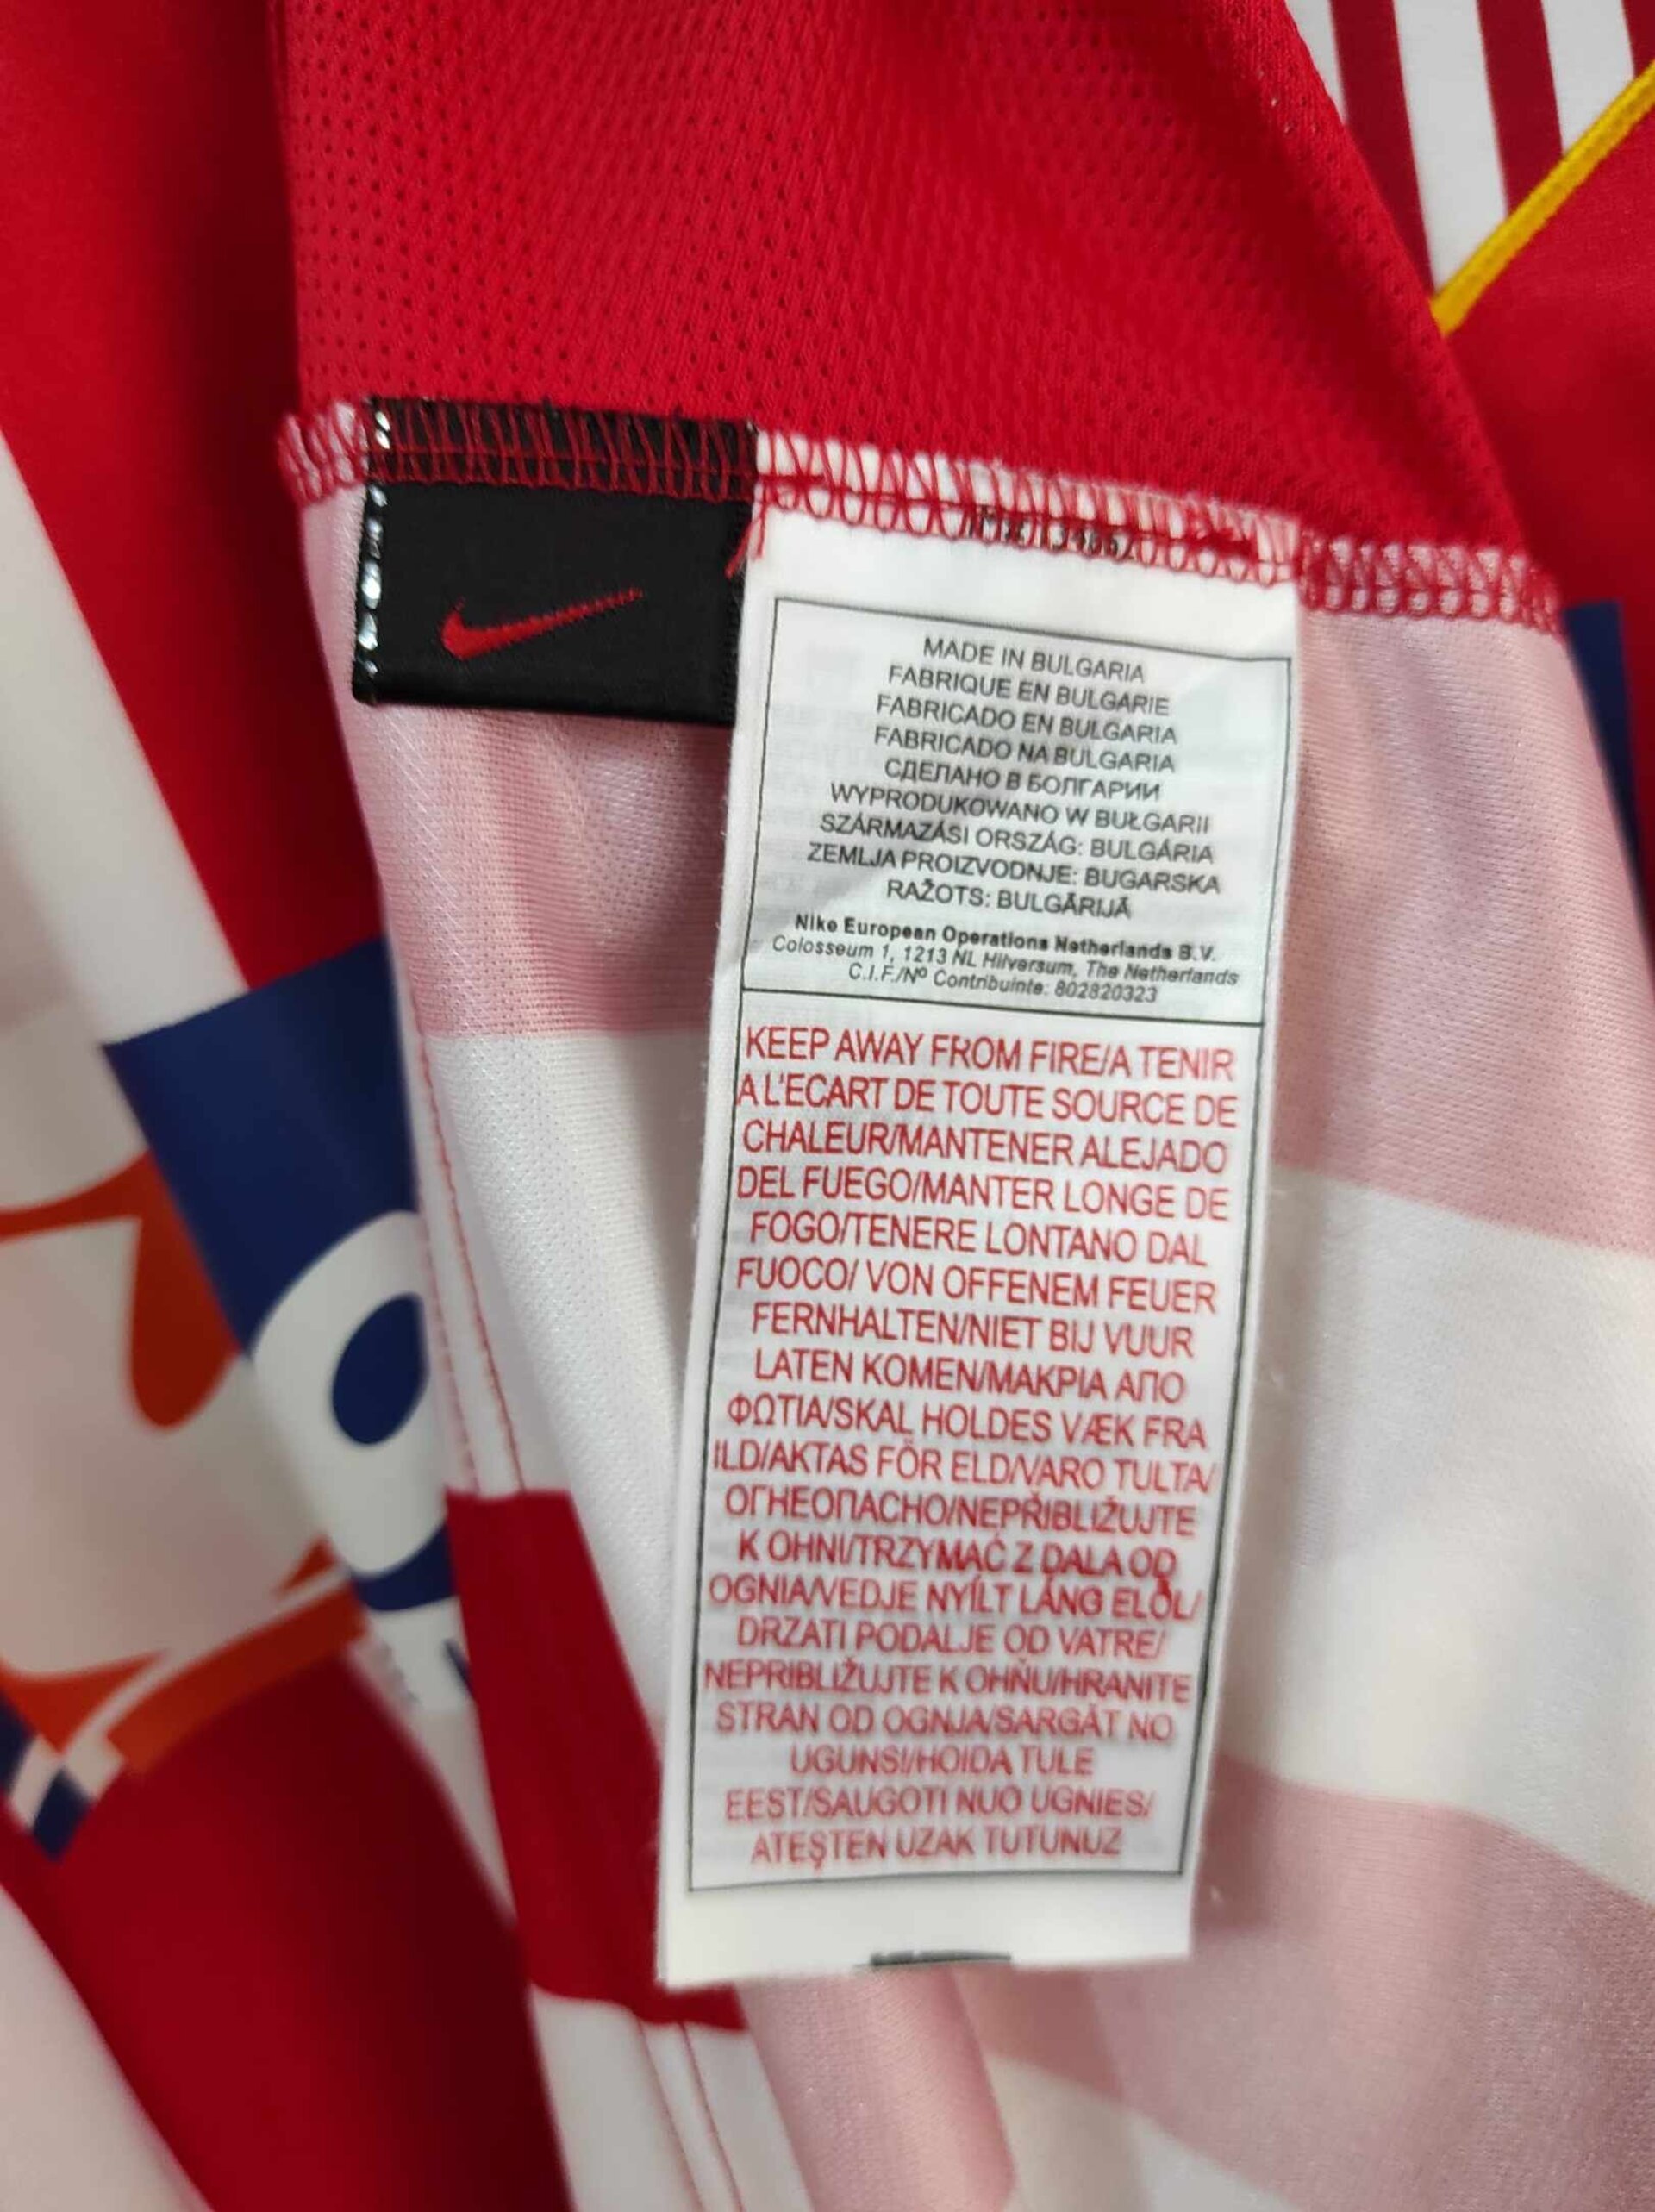 MADE IN BULGARIA
FABRIQUE EN BULGARIE
FABRICADO EN BULGARIA
FABRICADO NA BULGARIA
СДЕЛАНО В БОЛГАРИИ
WYPRODUKOWANO W BUŁGARII
SZÁRMAZÁSI ORSZÁG: BULGÁRIA
ZEMLJA PROIZVODNJE: BUGARSKA
RAŽOTS: BULGĀRIJĀ
Nike European Operations Netherlands B.V.
Colosseum 1, 1213 NL Hilversum, The Netherlands
C.I.F./Nº Contribuinte: 802820323
KEEP AWAY FROM FIRE/A TENIR
A L'ECART DE TOUTE SOURCE DE
CHALEUR/MANTENER ALEJADO
DEL FUEGO/MANTER LONGE DE
FOGO/TENERE LONTANO DAL
FUOCO/ VON OFFENEM FEUER
FERNHALTEN/NIET BIJ VUUR
LATEN KOMEN/ΜΑΚΡΙΑ ΑΠΟ
ΦΩΤΙΑ/SKAL HOLDES VÆK FRA
ILD/AKTAS FÖR ELD/VARO TULTA/
ОГНЕОПАСНО/NEPŘIBLIŽUJTE
K OHNI/TRZYMAĆ Z DALA OD
OGNIA/VEDJE NYÍLT LÁNG ELŐL/
DRZATI PODALJE OD VATRE/
NEPRIBLIŽUJTE K OHŇU/HRANITE
STRAN OD OGNJA/SARGĀT NO
UGUNSI/HOIDA TULE
EEST/SAUGOTI NUO UGNIES/
ATEŞTEN UZAK TUTUNUZ